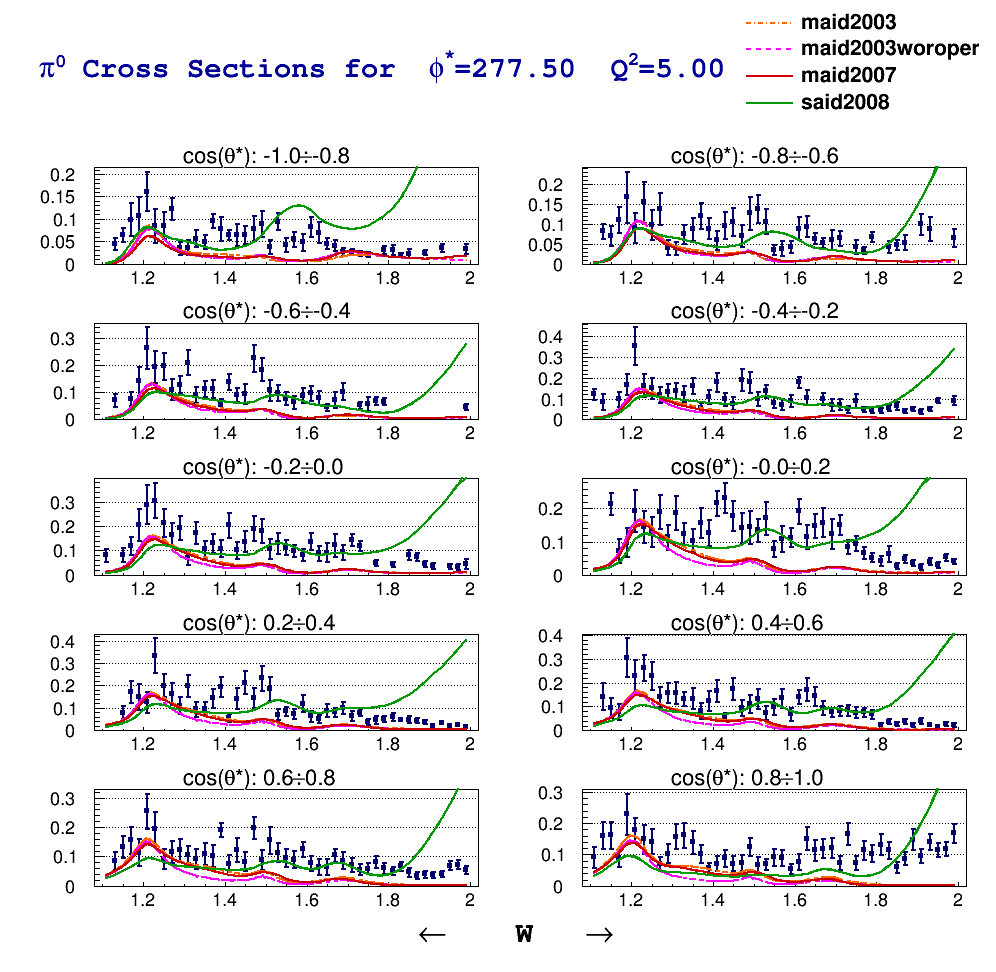 maid2003
maid2003woroper
maid2007
said2008
π⁰ Cross Sections for ϕ*=277.50 Q²=5.00
cos(θ*): -1.0÷-0.8
0.2
0.15
0.1
0.05
0
1.2 1.4 1.6 1.8 2
cos(θ*): -0.8÷-0.6
0.2
0.15
0.1
0.05
0
1.2 1.4 1.6 1.8 2
cos(θ*): -0.6÷-0.4
0.3
0.2
0.1
0
1.2 1.4 1.6 1.8 2
cos(θ*): -0.4÷-0.2
0.4
0.3
0.2
0.1
0
1.2 1.4 1.6 1.8 2
cos(θ*): -0.2÷0.0
0.3
0.2
0.1
0
1.2 1.4 1.6 1.8 2
cos(θ*): -0.0÷0.2
0.2
0.1
0
1.2 1.4 1.6 1.8 2
cos(θ*): 0.2÷0.4
0.4
0.3
0.2
0.1
0
1.2 1.4 1.6 1.8 2
cos(θ*): 0.4÷0.6
0.4
0.3
0.2
0.1
0
1.2 1.4 1.6 1.8 2
cos(θ*): 0.6÷0.8
0.3
0.2
0.1
0
1.2 1.4 1.6 1.8 2
cos(θ*): 0.8÷1.0
0.3
0.2
0.1
0
1.2 1.4 1.6 1.8 2
← W →